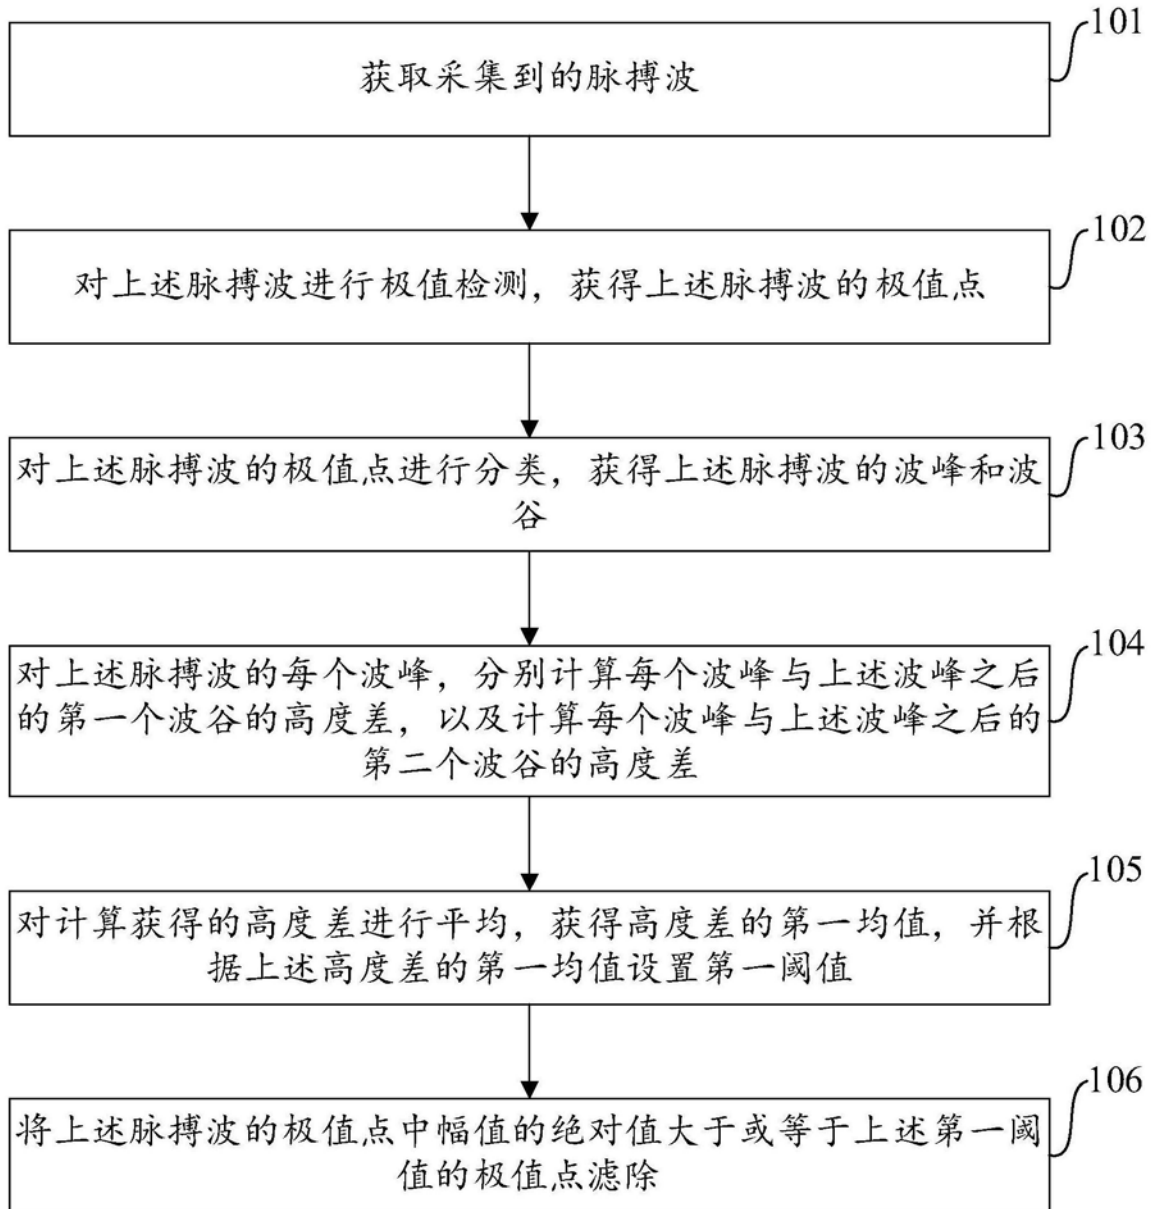 101
获取采集到的脉搏波
102
对上述脉搏波进行极值检测，获得上述脉搏波的极值点
103
对上述脉搏波的极值点进行分类，获得上述脉搏波的波峰和波
谷
104
对上述脉搏波的每个波峰，分别计算每个波峰与上述波峰之后
的第一个波谷的高度差，以及计算每个波峰与上述波峰之后的
第二个波谷的高度差
105
对计算获得的高度差进行平均，获得高度差的第一均值，并根
据上述高度差的第一均值设置第一阈值
106
将上述脉搏波的极值点中幅值的绝对值大于或等于上述第一阈
值的极值点滤除